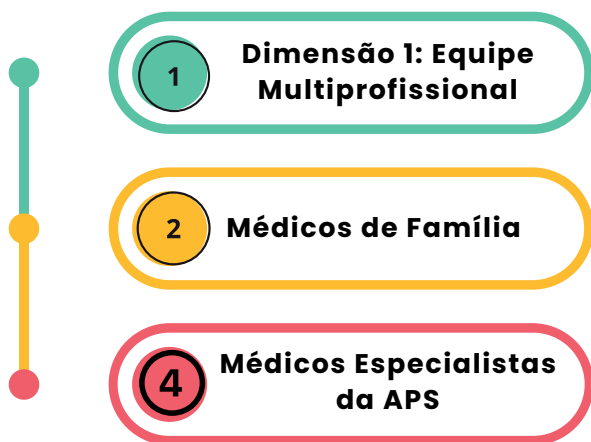 1
Dimensão 1: Equipe
Multiprofissional
2
Médicos de Família
4
Médicos Especialistas
da APS